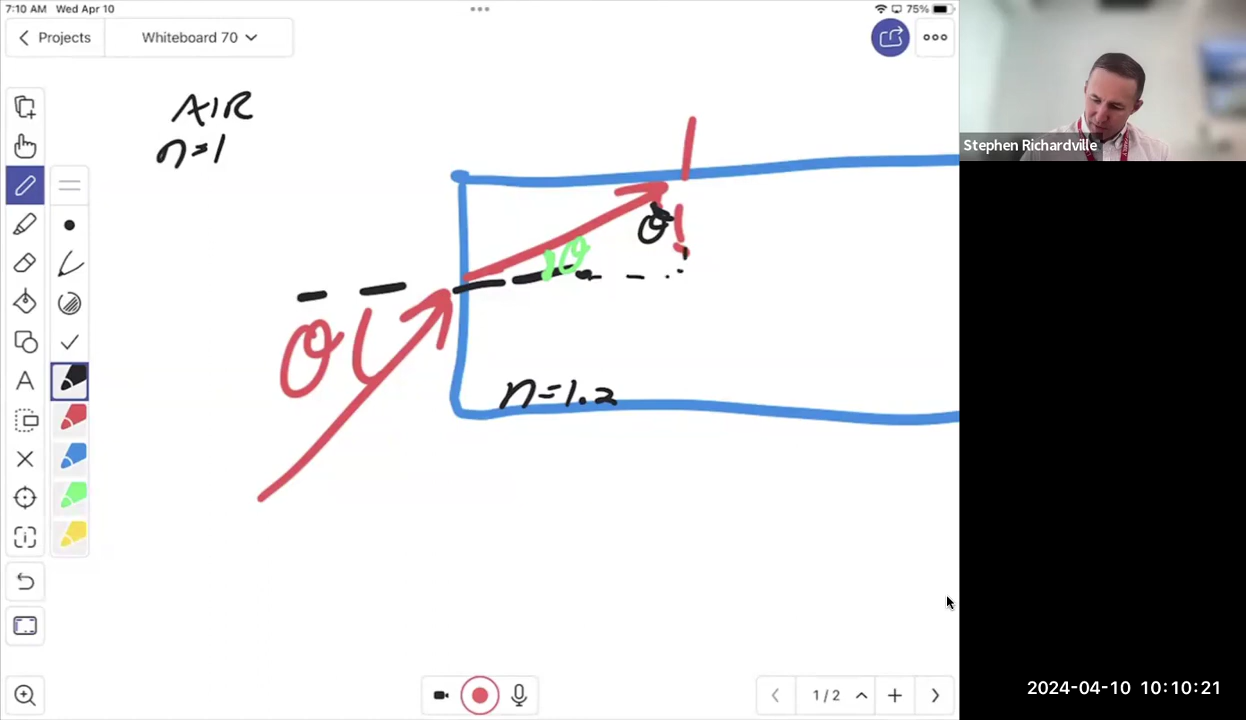 7:10 AM Wed Apr 10
75%
Projects
Whiteboard 70
Stephen Richardville
AIR
n=1
θ
θ
θ
n=1.2
A
1 / 2
2024-04-10 10:10:21